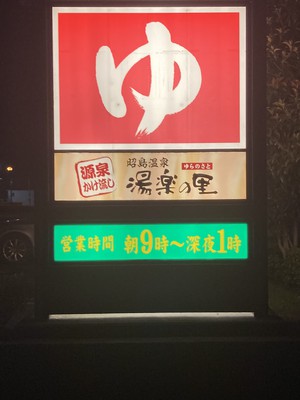 ゆ
源泉
かけ流し
昭島温泉
ゆらのさと
湯楽の里
営業時間 朝9時～深夜1時